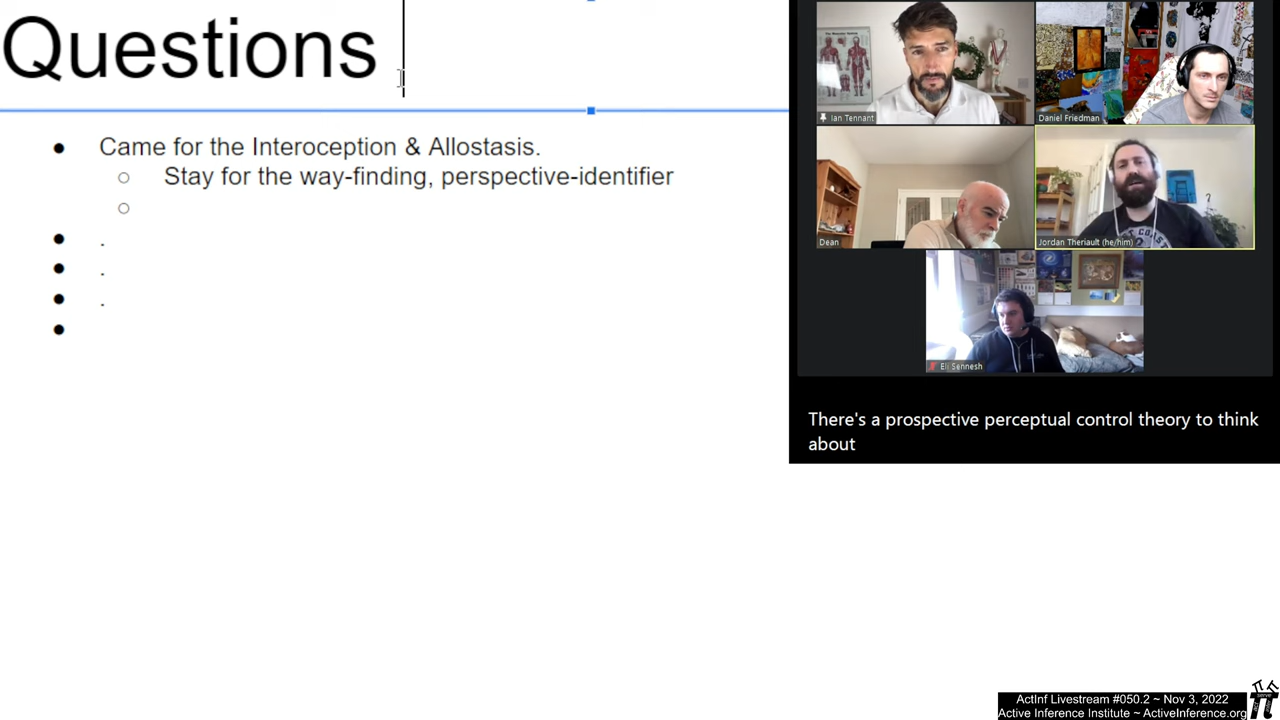 Questions
Came for the Interoception & Allostasis.
Stay for the way-finding, perspective-identifier
.
.
.
Ian Tennant
Daniel Friedman
Dean
Jordan Theriault (he/him)
Eli Sennesh
There's a prospective perceptual control theory to think
about
ActInf Livestream #050.2 ~ Nov 3, 2022
Active Inference Institute ~ ActiveInference.org